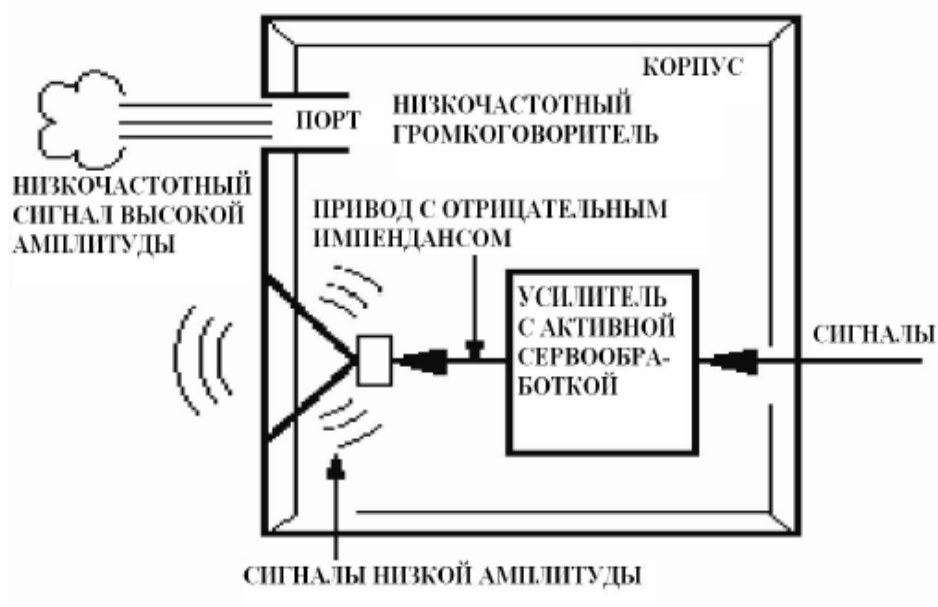 КОРПУС
ПОРТ
НИЗКОЧАСТОТНЫЙ
ГРОМКОГОВОРИТЕЛЬ
НИЗКОЧАСТОТНЫЙ
СИГНАЛ ВЫСОКОЙ
АМПЛИТУДЫ
ПРИВОД С ОТРИЦАТЕЛЬНЫМ
ИМПЕНДАНСОМ
УСИЛИТЕЛЬ
С АКТИВНОЙ
СЕРВООБРА-
БОТКОЙ
СИГНАЛЫ
СИГНАЛЫ НИЗКОЙ АМПЛИТУДЫ